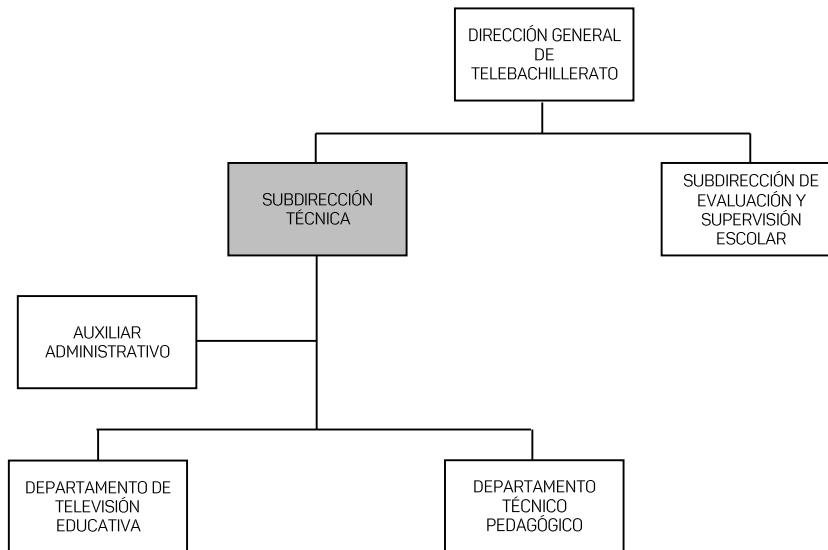 DIRECCIÓN GENERAL
DE
TELEBACHILLERATO
SUBDIRECCIÓN
TÉCNICA
SUBDIRECCIÓN DE
EVALUACIÓN Y
SUPERVISIÓN
ESCOLAR
AUXILIAR
ADMINISTRATIVO
DEPARTAMENTO DE
TELEVISIÓN
EDUCATIVA
DEPARTAMENTO
TÉCNICO
PEDAGÓGICO